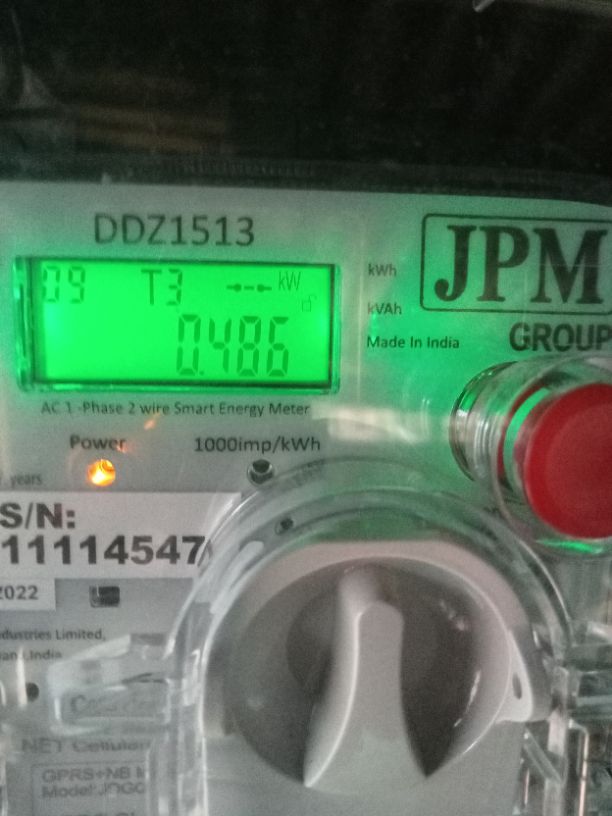 DDZ1513
09 T3 kW
0.486
kWh
kVAh
JPM
Made In India
GROUP
AC 1 -Phase 2 wire Smart Energy Meter
Power 1000imp/kWh
years
S/N:
11114547
2022
ndustries Limited,
India
NET Cellular
GPRS+NB
Model: